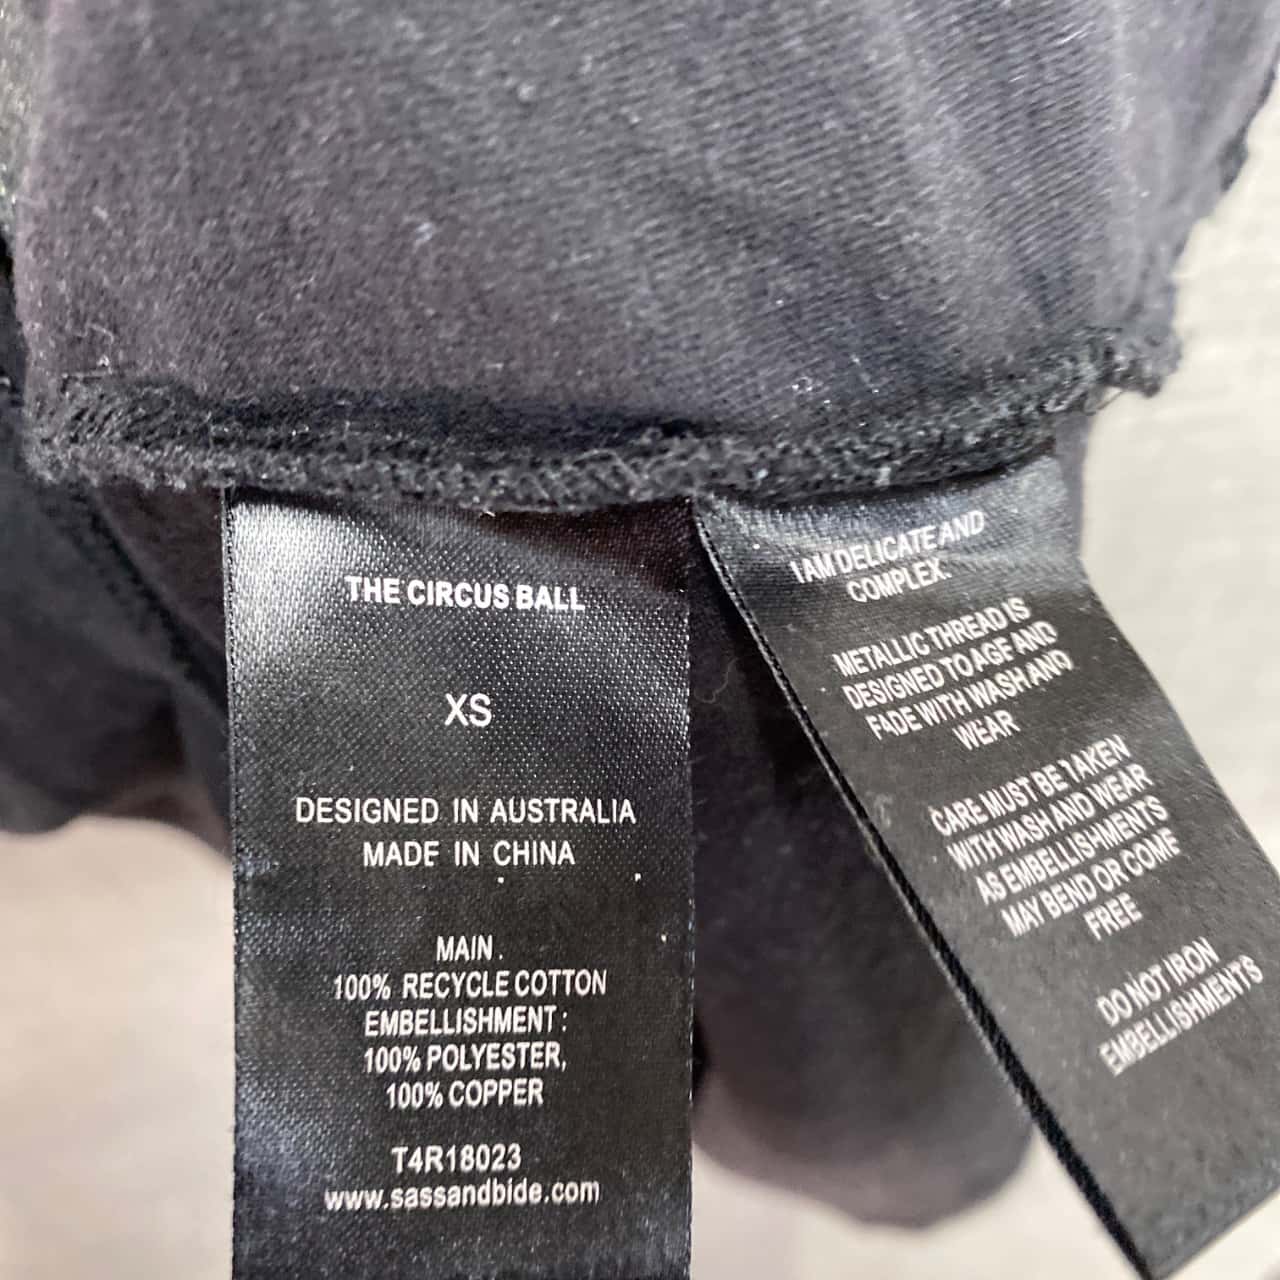 THE CIRCUS BALL
XS
DESIGNED IN AUSTRALIA
MADE IN CHINA
MAIN.
100% RECYCLE COTTON
EMBELLISHMENT:
100% POLYESTER,
100% COPPER
T4R18023
www.sassandbide.com
I AM DELICATE AND
COMPLEX.
METALLIC THREAD IS
DESIGNED TO AGE AND
FADE WITH WASH AND
WEAR
CARE MUST BE TAKEN
WITH WASH AND WEAR
AS EMBELLISHMENTS
MAY BEND OR COME
FREE
DO NOT IRON
EMBELLISHMENTS